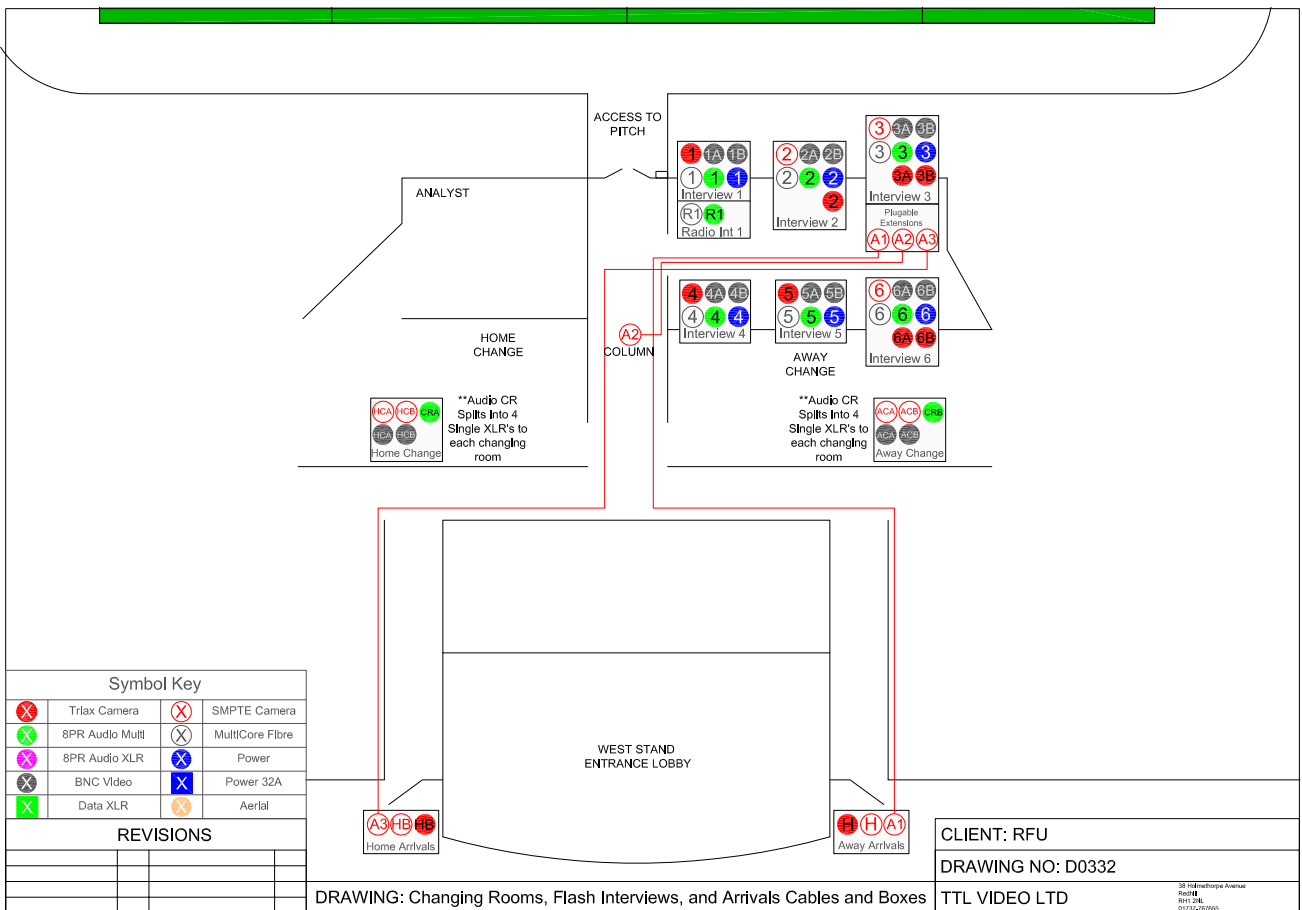 ACCESS TO
PITCH
ANALYST
1 1A 1B
1 1 1
Interview 1
R1 R1
Radio Int 1
2 2A 2B
2 2 2
2
Interview 2
3 3A 3B
3 3 3
3A 3B
Interview 3
Plugable
Extensions
A1 A2 A3
4 4A 4B
4 4 4
Interview 4
5 5A 5B
5 5 5
Interview 5
6 6A 6B
6 6 6
6A 6B
Interview 6
A2
COLUMN
HOME
CHANGE
AWAY
CHANGE
HCA HCB CRA
HCA HCB
Home Change
**Audio CR
Splits Into 4
Single XLR's to
each changing
room
**Audio CR
Splits Into 4
Single XLR's to
each changing
room
ACA ACB CRB
ACA ACB
Away Change
WEST STAND
ENTRANCE LOBBY
A3 HB HB
Home Arrivals
H H A1
Away Arrivals
Symbol Key
X Triax Camera X SMPTE Camera
X 8PR Audio Multi X MultiCore Fibre
X 8PR Audio XLR X Power
X BNC Video X Power 32A
X Data XLR X Aerial
REVISIONS
DRAWING: Changing Rooms, Flash Interviews, and Arrivals Cables and Boxes
CLIENT: RFU
DRAWING NO: D0332
TTL VIDEO LTD
38 Holmethorpe Avenue
Redhill
RH1 2NL
01737-767655